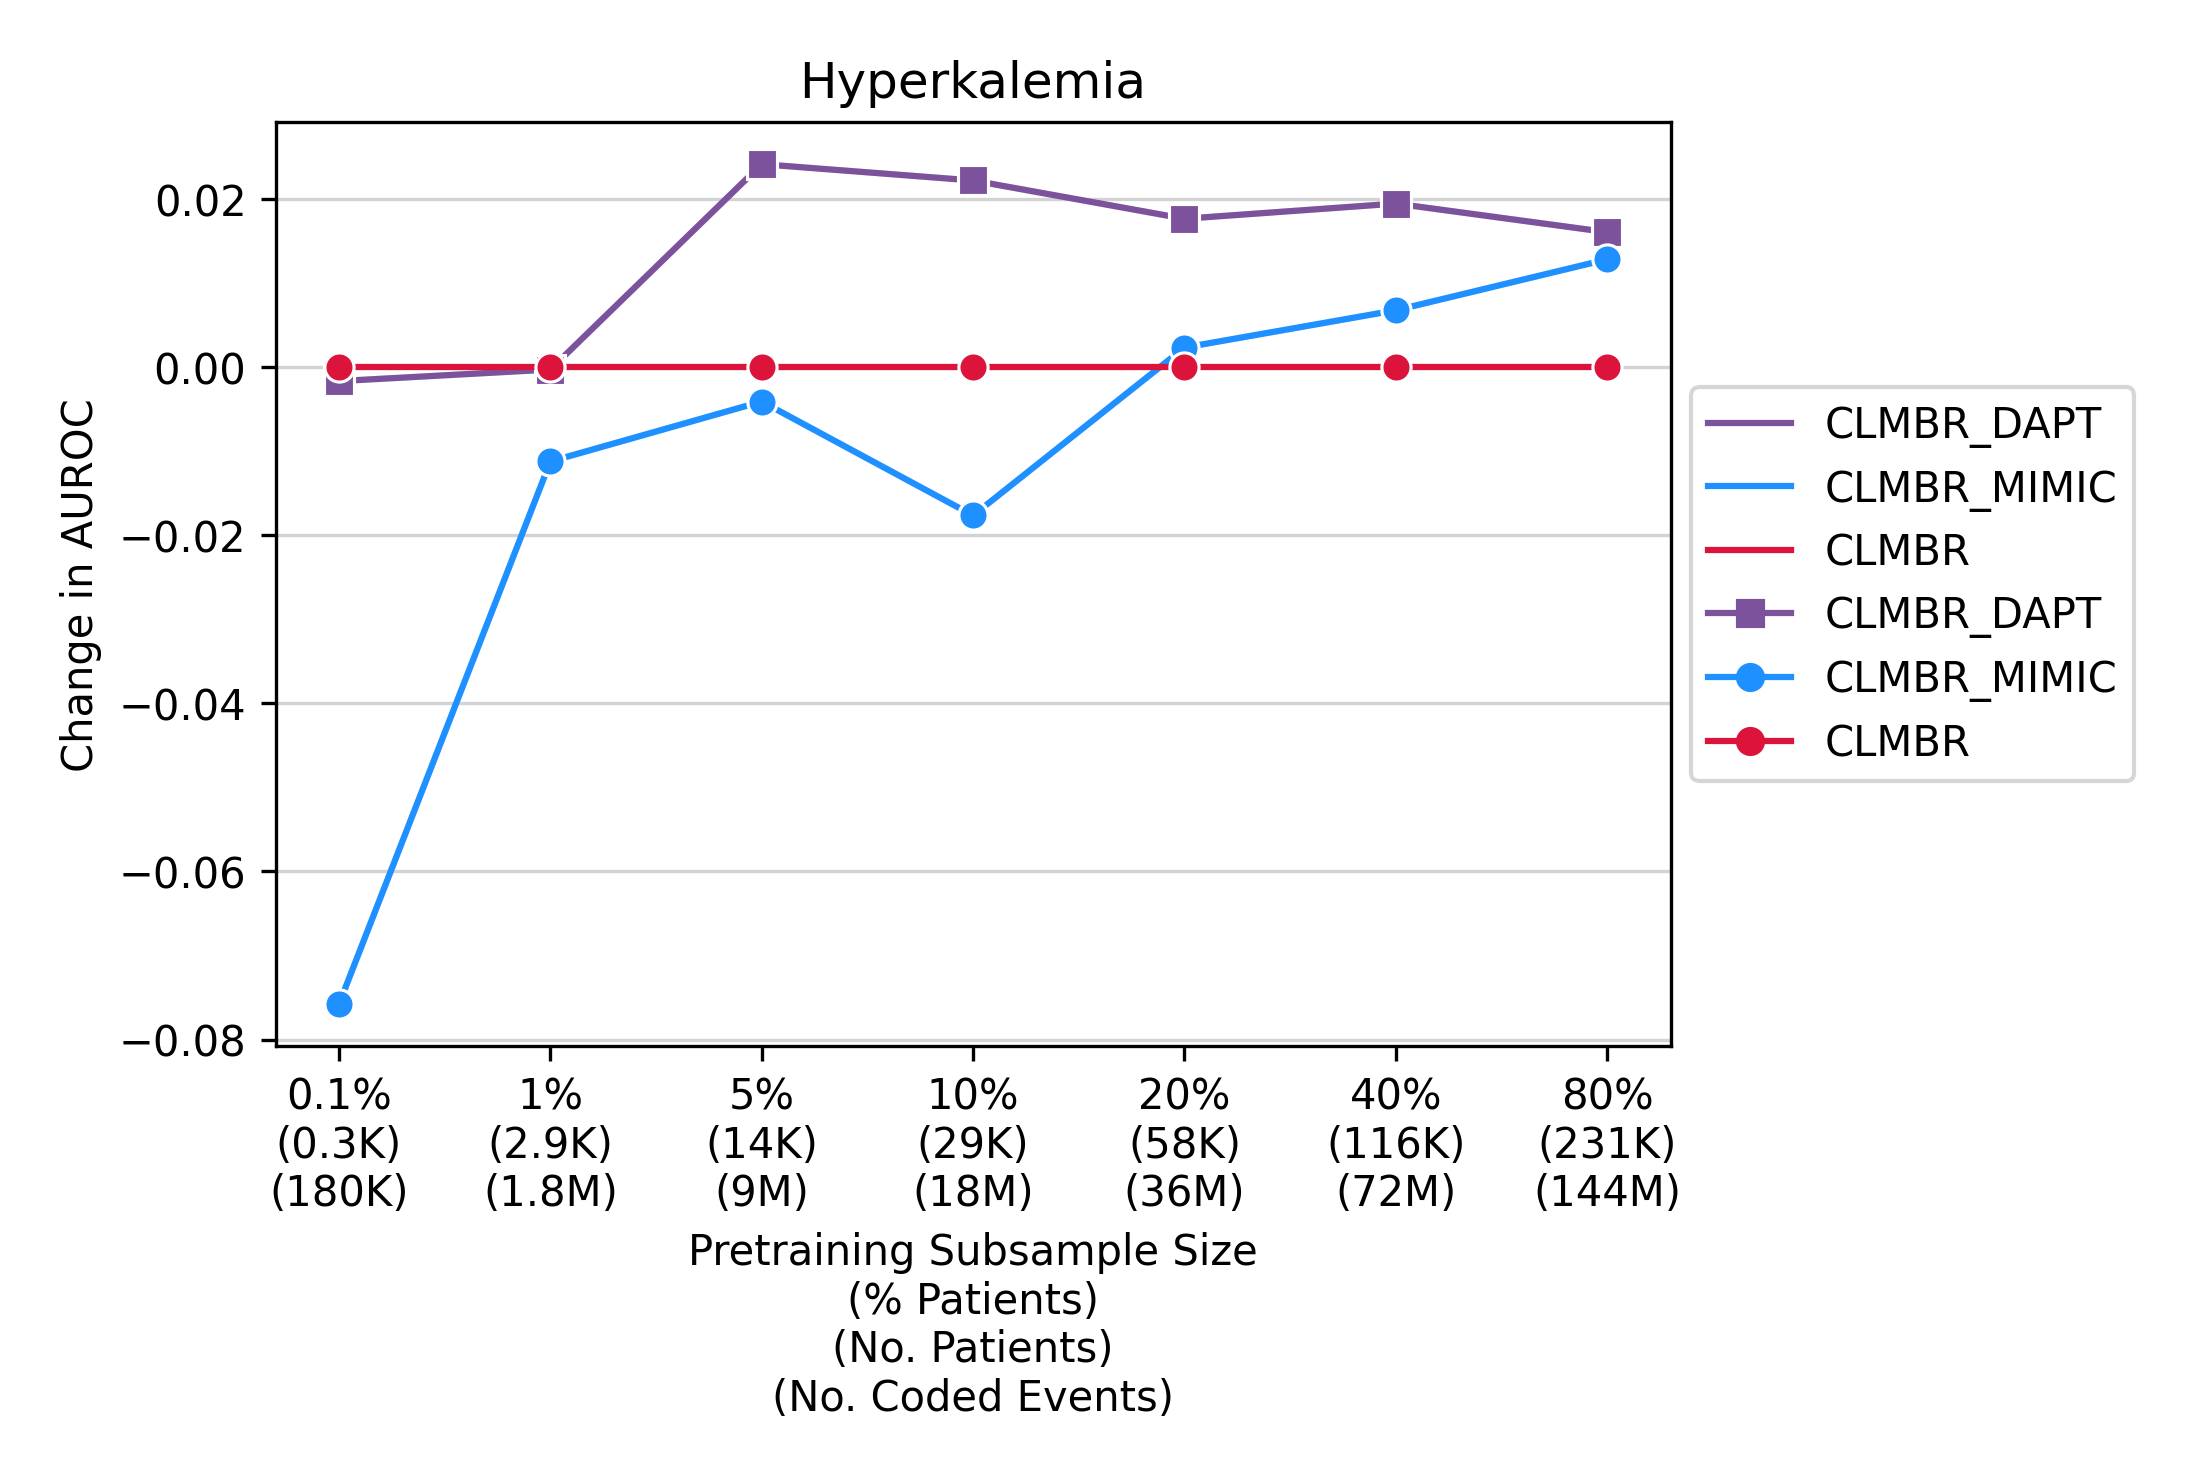 Hyperkalemia
Change in AUROC
0.02
0.00
−0.02
−0.04
−0.06
−0.08
0.1% 1% 5% 10% 20% 40% 80%
(0.3K) (2.9K) (14K) (29K) (58K) (116K) (231K)
(180K) (1.8M) (9M) (18M) (36M) (72M) (144M)
Pretraining Subsample Size
(% Patients)
(No. Patients)
(No. Coded Events)
CLMBR_DAPT
CLMBR_MIMIC
CLMBR
CLMBR_DAPT
CLMBR_MIMIC
CLMBR